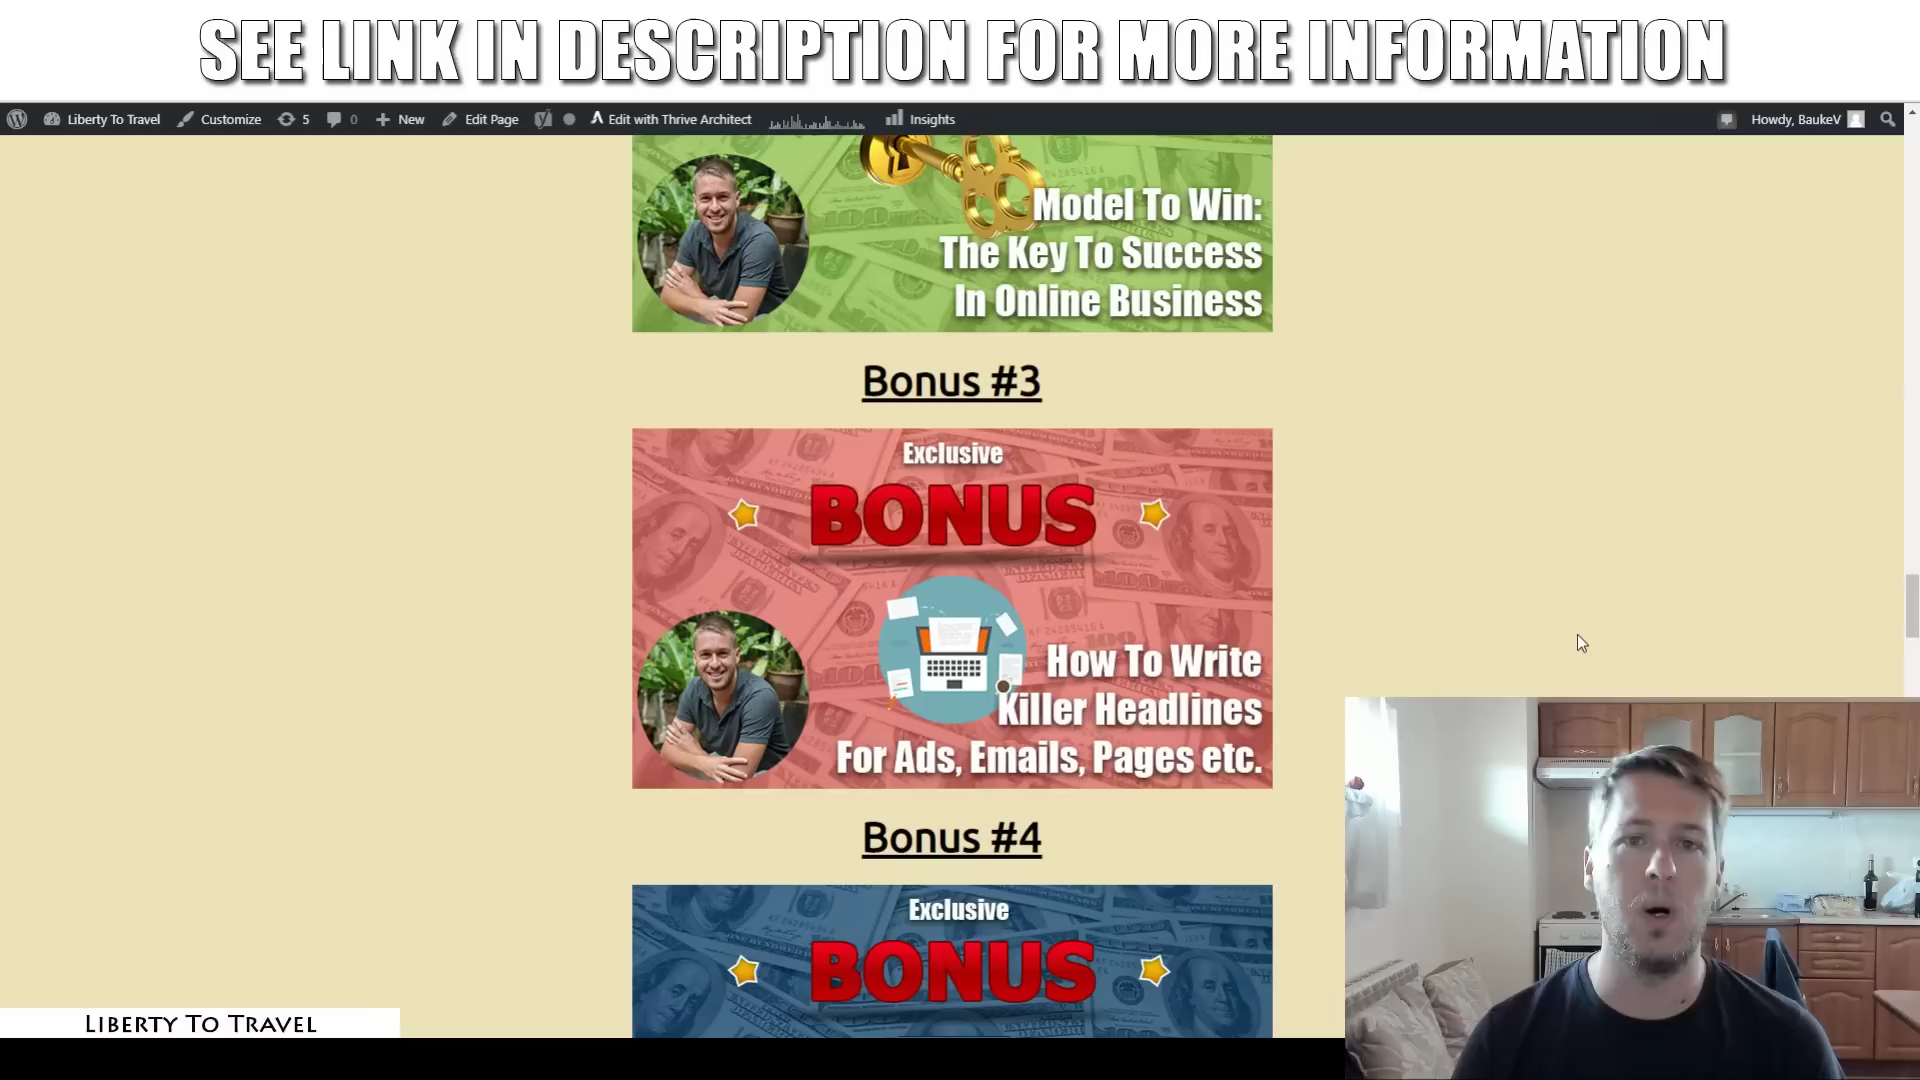 SEE LINK IN DESCRIPTION FOR MORE INFORMATION
Liberty To Travel Customize 5 0 New Edit Page Edit with Thrive Architect Insights Howdy, BaukeV
Model To Win:
The Key To Success
In Online Business
Bonus #3
Exclusive
BONUS
How To Write
Killer Headlines
For Ads, Emails, Pages etc.
Bonus #4
Exclusive
BONUS
LIBERTY TO TRAVEL